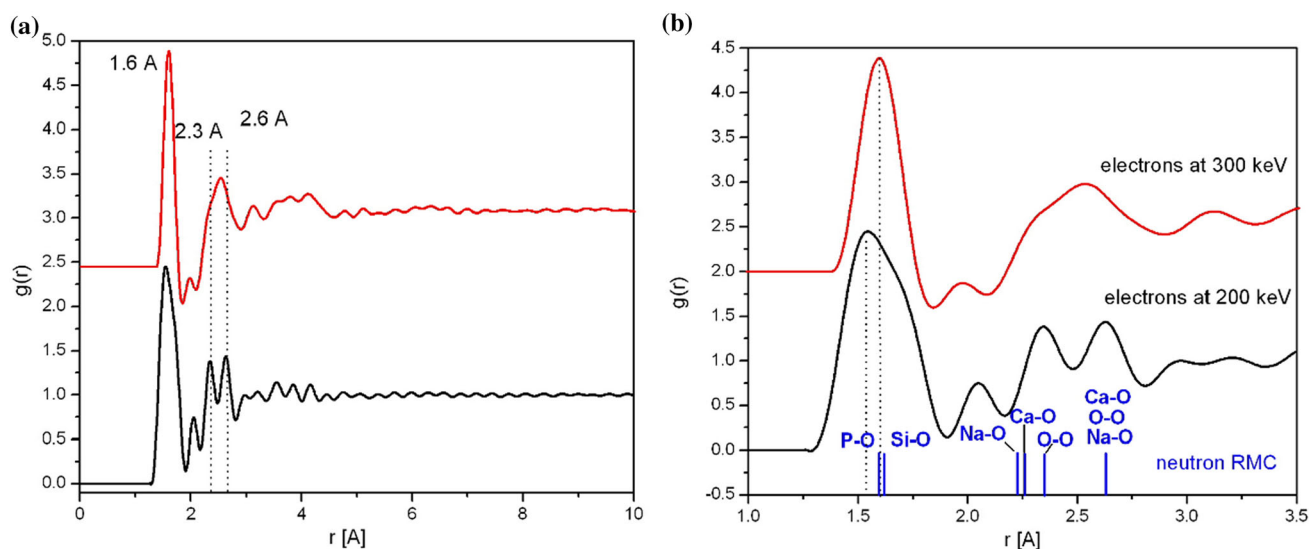 (a)
5.0
4.5
4.0
3.5
3.0
2.5
2.0
1.5
1.0
0.5
0.0
g(r)
1.6 A
2.3 A
2.6 A
0
2
4
6
8
10
r [A]
(b)
4.5
4.0
3.5
3.0
2.5
2.0
1.5
1.0
0.5
0.0
-0.5
g(r)
electrons at 300 keV
electrons at 200 keV
P-O
Si-O
Na-O
Ca-O
O-O
Ca-O
O-O
Na-O
neutron RMC
1.0
1.5
2.0
2.5
3.0
3.5
r [A]